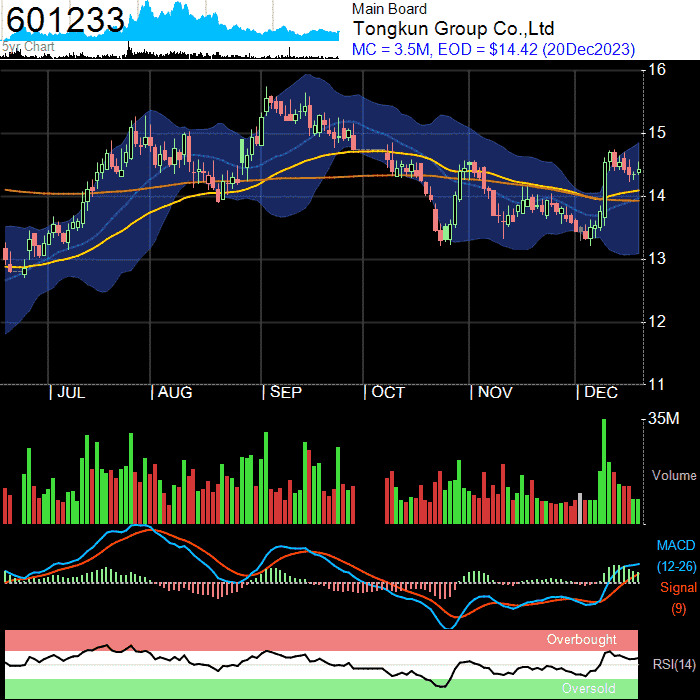 601233
5yr Chart
Main Board
Tongkun Group Co.,Ltd
MC = 3.5M, EOD = $14.42 (20Dec2023)
16
15
14
13
12
11
JUL AUG SEP OCT NOV DEC
35M
Volume
MACD
(12-26)
Signal
(9)
Overbought
RSI(14)
Oversold